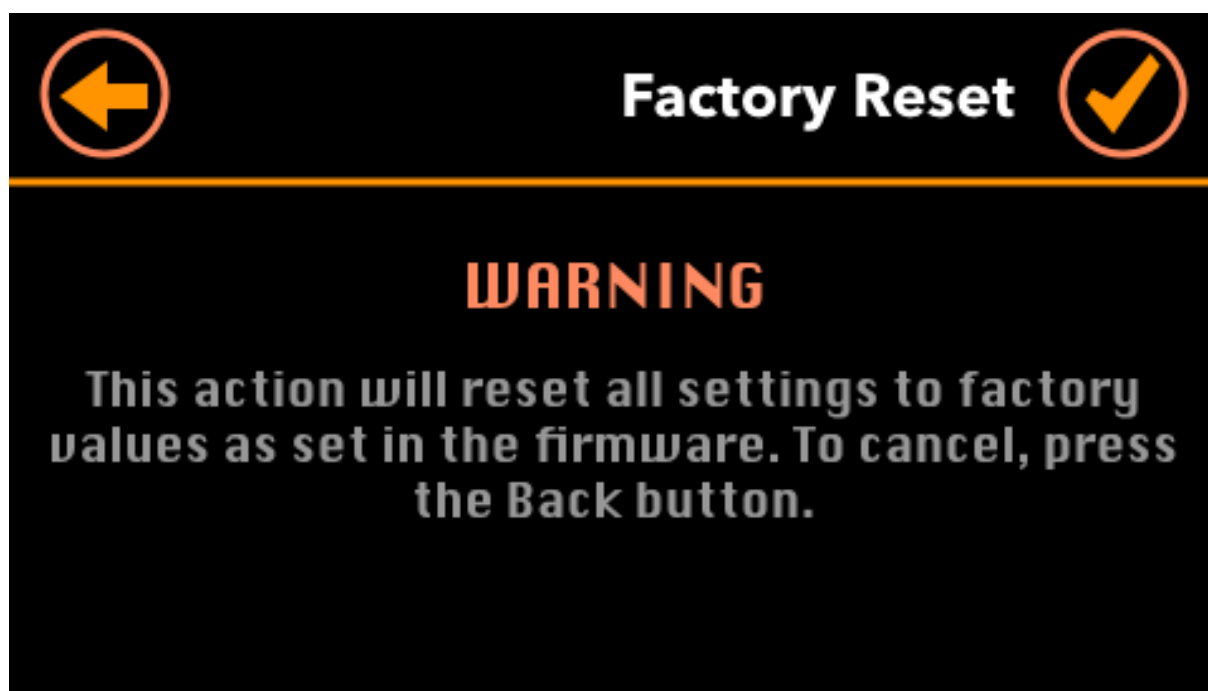 Factory Reset
WARNING
This action will reset all settings to factory
values as set in the firmware. To cancel, press
the Back button.